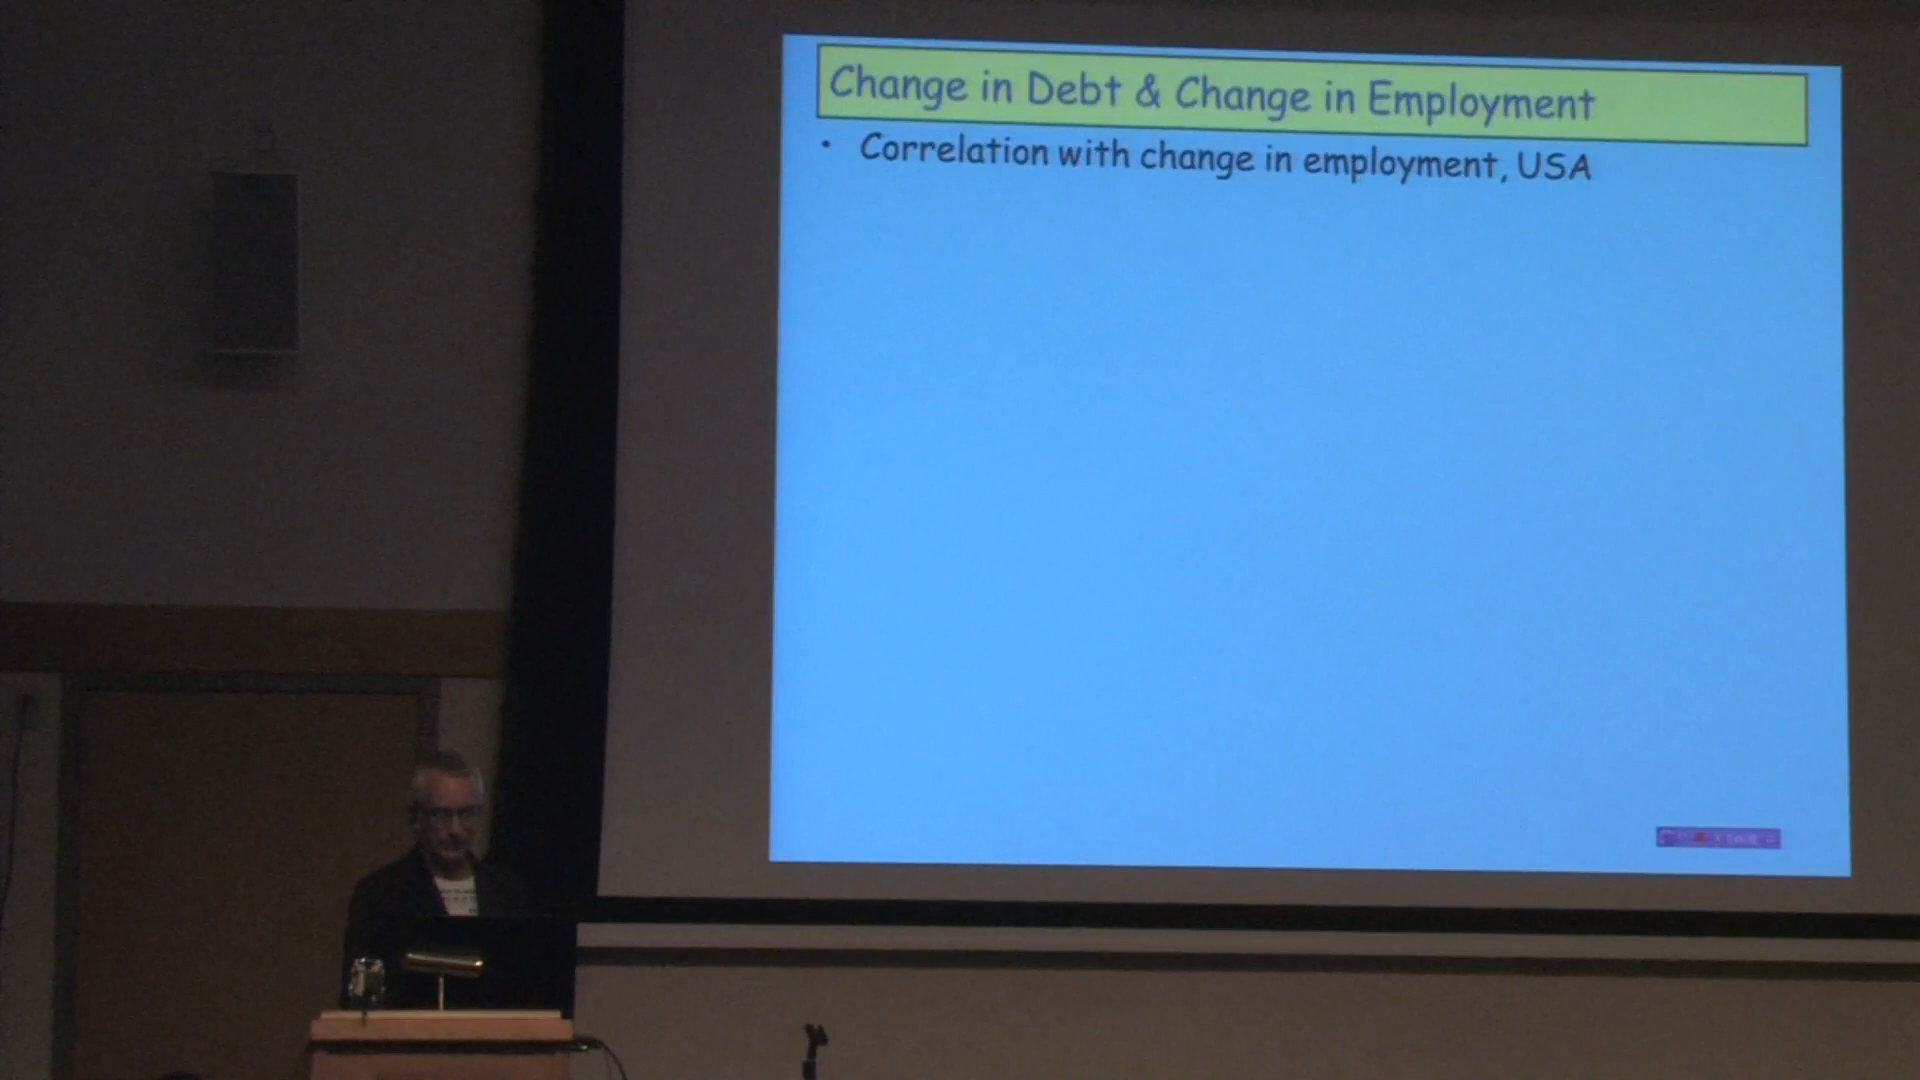 Change in Debt & Change in Employment
• Correlation with change in employment, USA